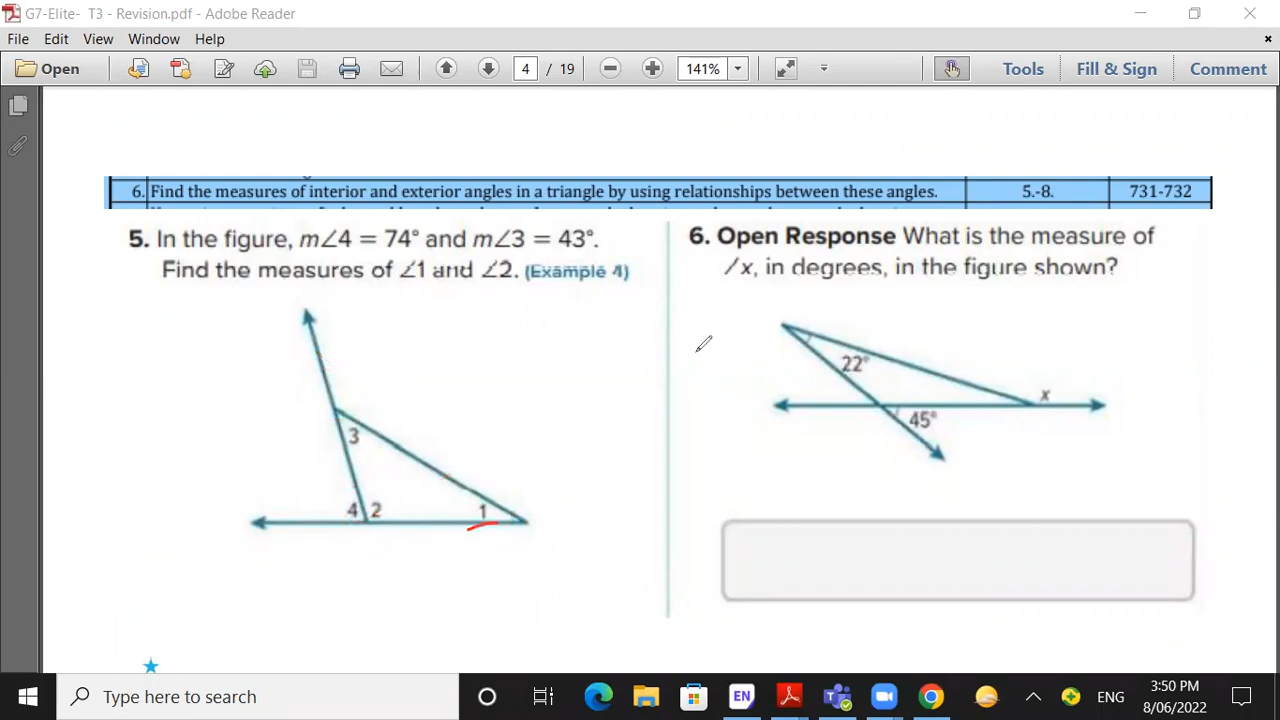 G7-Elite- T3 - Revision.pdf - Adobe Reader
File Edit View Window Help
Open 4 / 19 141% Tools Fill & Sign Comment
6. Find the measures of interior and exterior angles in a triangle by using relationships between these angles. 5.-8. 731-732
5. In the figure, m∠4 = 74° and m∠3 = 43°.
Find the measures of ∠1 and ∠2. (Example 4)
3
4 2 1
6. Open Response What is the measure of
∠x, in degrees, in the figure shown?
22°
x
45°
Type here to search
EN
ENG
3:50 PM
8/06/2022